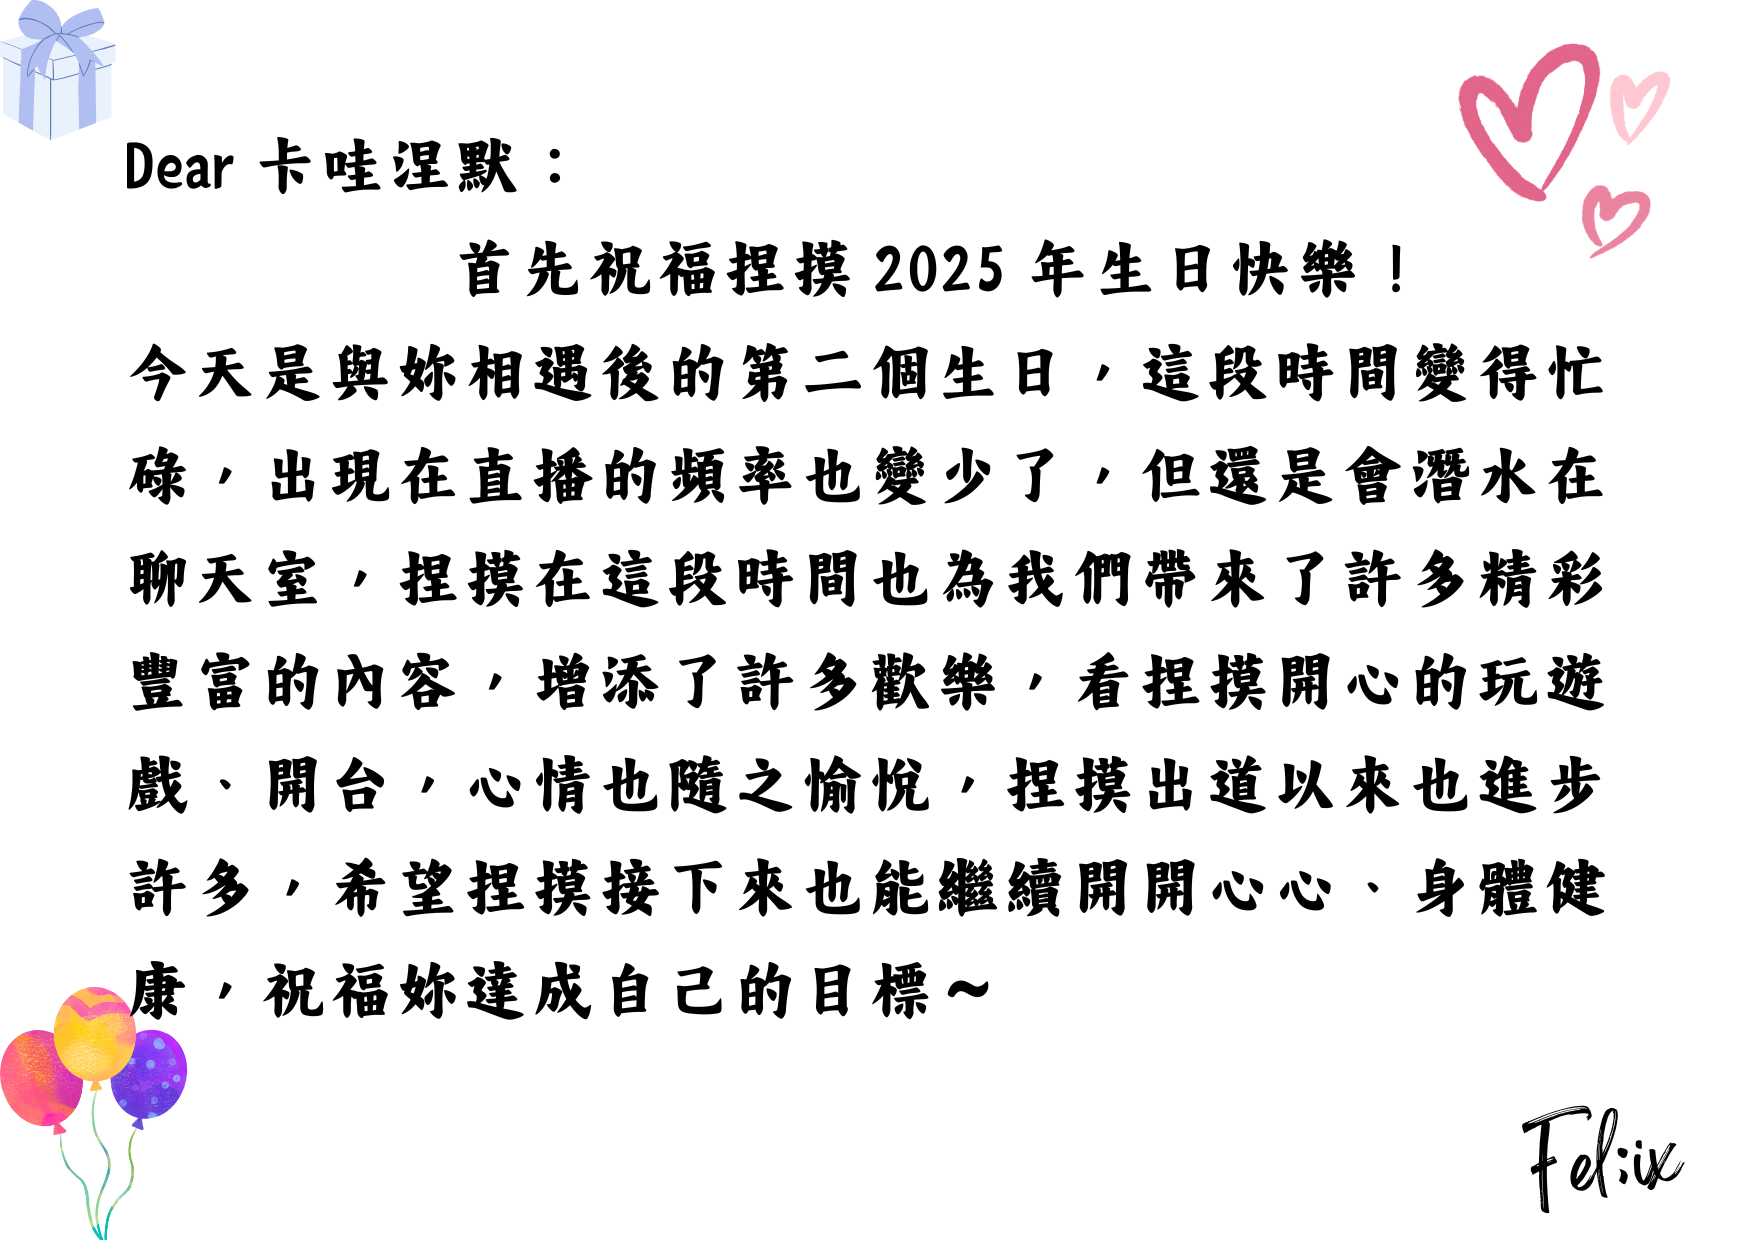 Dear 卡哇涅默：
首先祝福捏摸 2025 年生日快樂！
今天是與妳相遇後的第二個生日，這段時間變得忙
碌，出現在直播的頻率也變少了，但還是會潛水在
聊天室，捏摸在這段時間也為我們帶來了許多精彩
豐富的內容，增添了許多歡樂，看捏摸開心的玩遊
戲、開台，心情也隨之愉悅，捏摸出道以來也進步
許多，希望捏摸接下來也能繼續開開心心、身體健
康，祝福妳達成自己的目標～
Fel;ix